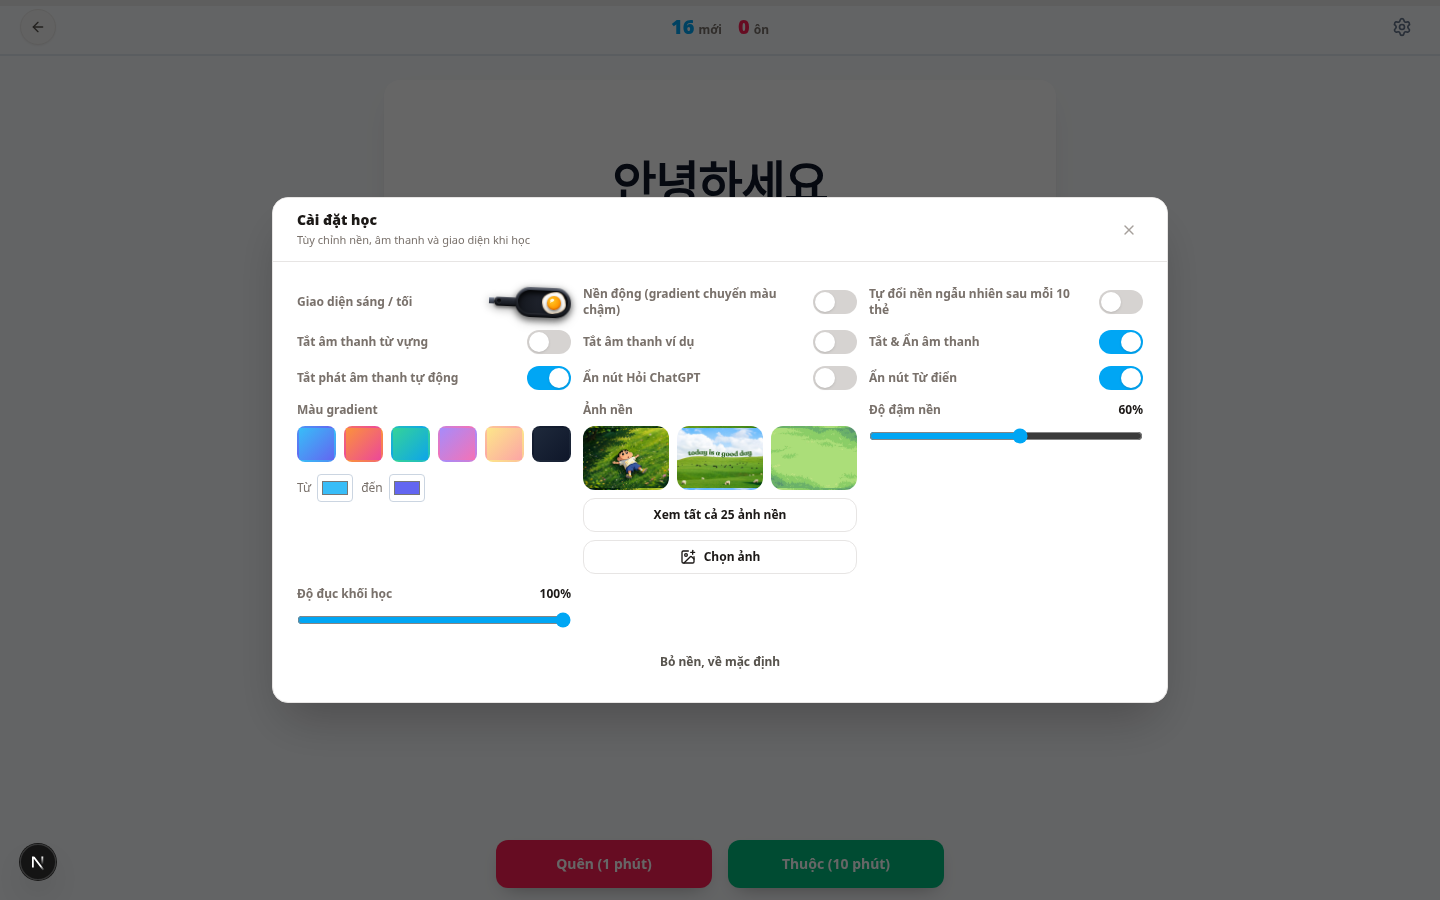 16 mới 0 ôn
안녕하세요
Cài đặt học
Tùy chỉnh nền, âm thanh và giao diện khi học
Giao diện sáng / tối
Nền động (gradient chuyển màu
chậm)
Tự đổi nền ngẫu nhiên sau mỗi 10
thẻ
Tắt âm thanh từ vựng
Tắt âm thanh ví dụ
Tắt & Ẩn âm thanh
Tắt phát âm thanh tự động
Ẩn nút Hỏi ChatGPT
Ẩn nút Từ điển
Màu gradient
Ảnh nền
Độ đậm nền 60%
today is a good day
Từ đến
Xem tất cả 25 ảnh nền
Chọn ảnh
Độ đục khối học 100%
Bỏ nền, về mặc định
N
Quên (1 phút)
Thuộc (10 phút)